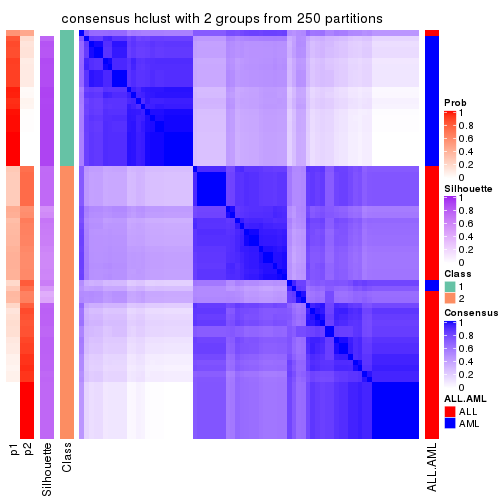 consensus hclust with 2 groups from 250 partitions
Prob
1
0.8
0.6
0.4
0.2
0
Silhouette
1
0.8
0.6
0.4
0.2
0
Class
1
2
Consensus
1
0.8
0.6
0.4
0.2
0
ALL.AML
ALL
AML
p1
p2
Silhouette
Class
ALL.AML